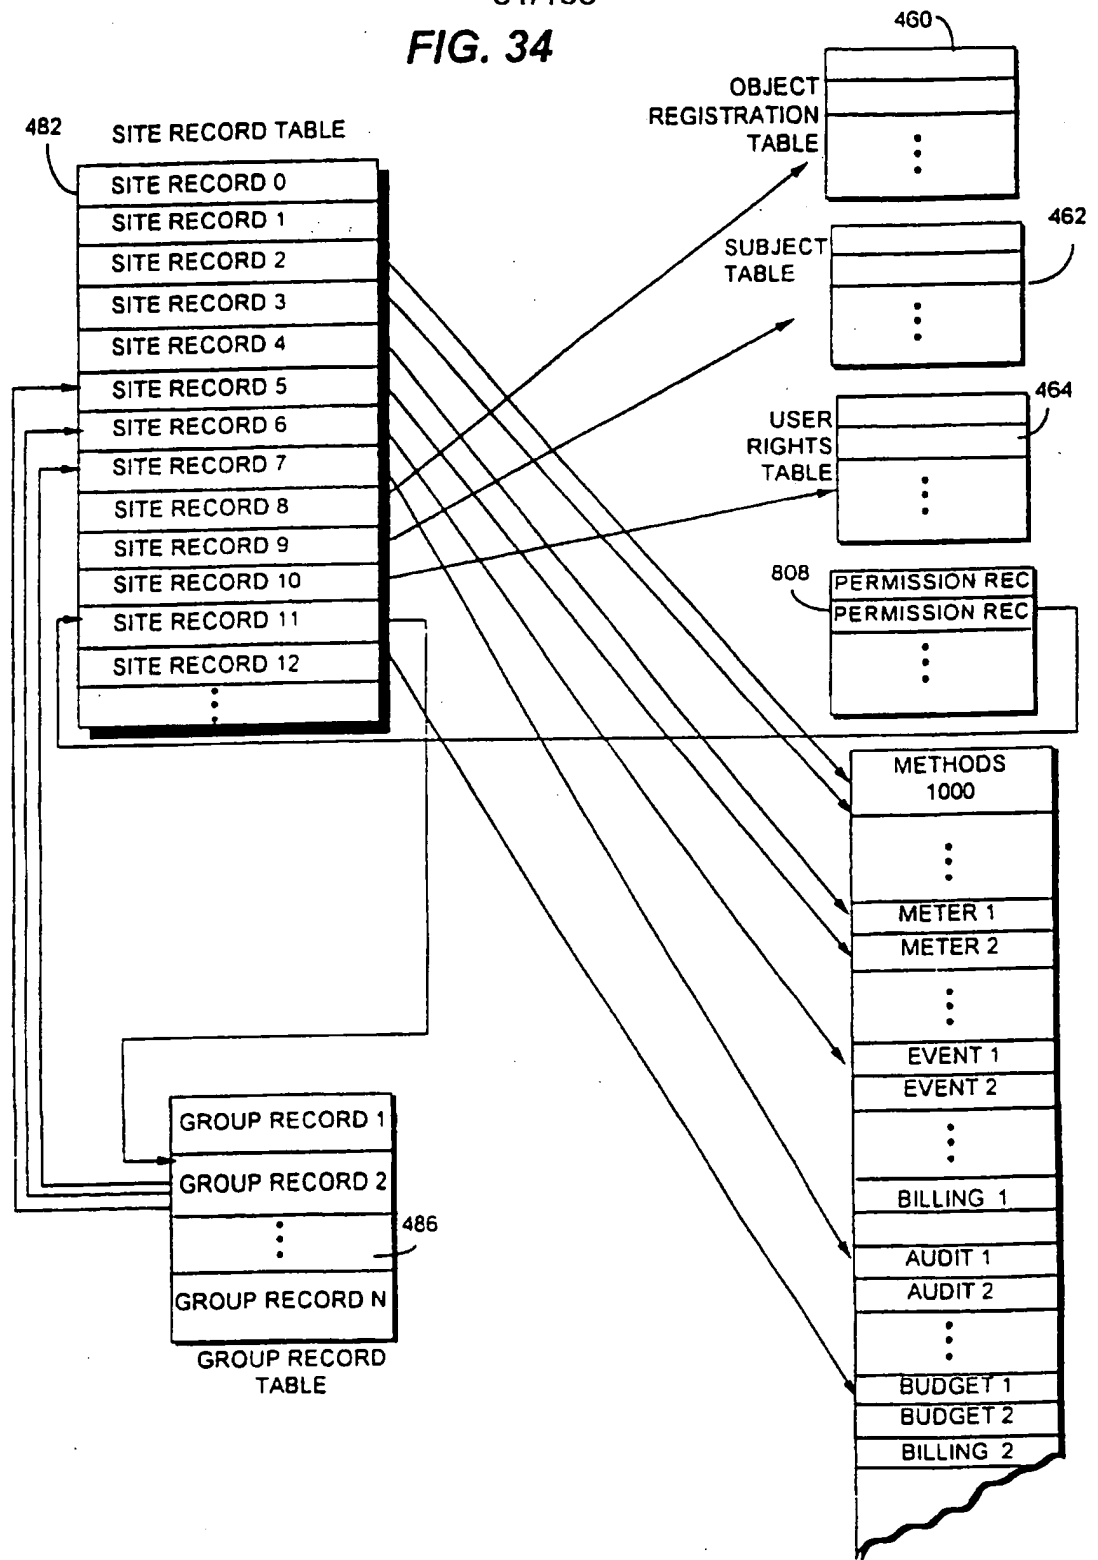 FIG. 34
460
OBJECT
REGISTRATION
TABLE
482
SITE RECORD TABLE
SITE RECORD 0
SITE RECORD 1
SITE RECORD 2
SITE RECORD 3
SITE RECORD 4
SITE RECORD 5
SITE RECORD 6
SITE RECORD 7
SITE RECORD 8
SITE RECORD 9
SITE RECORD 10
SITE RECORD 11
SITE RECORD 12
462
SUBJECT
TABLE
464
USER
RIGHTS
TABLE
808
PERMISSION REC
PERMISSION REC
METHODS
1000
METER 1
METER 2
EVENT 1
EVENT 2
BILLING 1
AUDIT 1
AUDIT 2
BUDGET 1
BUDGET 2
BILLING 2
GROUP RECORD 1
GROUP RECORD 2
486
GROUP RECORD N
GROUP RECORD
TABLE